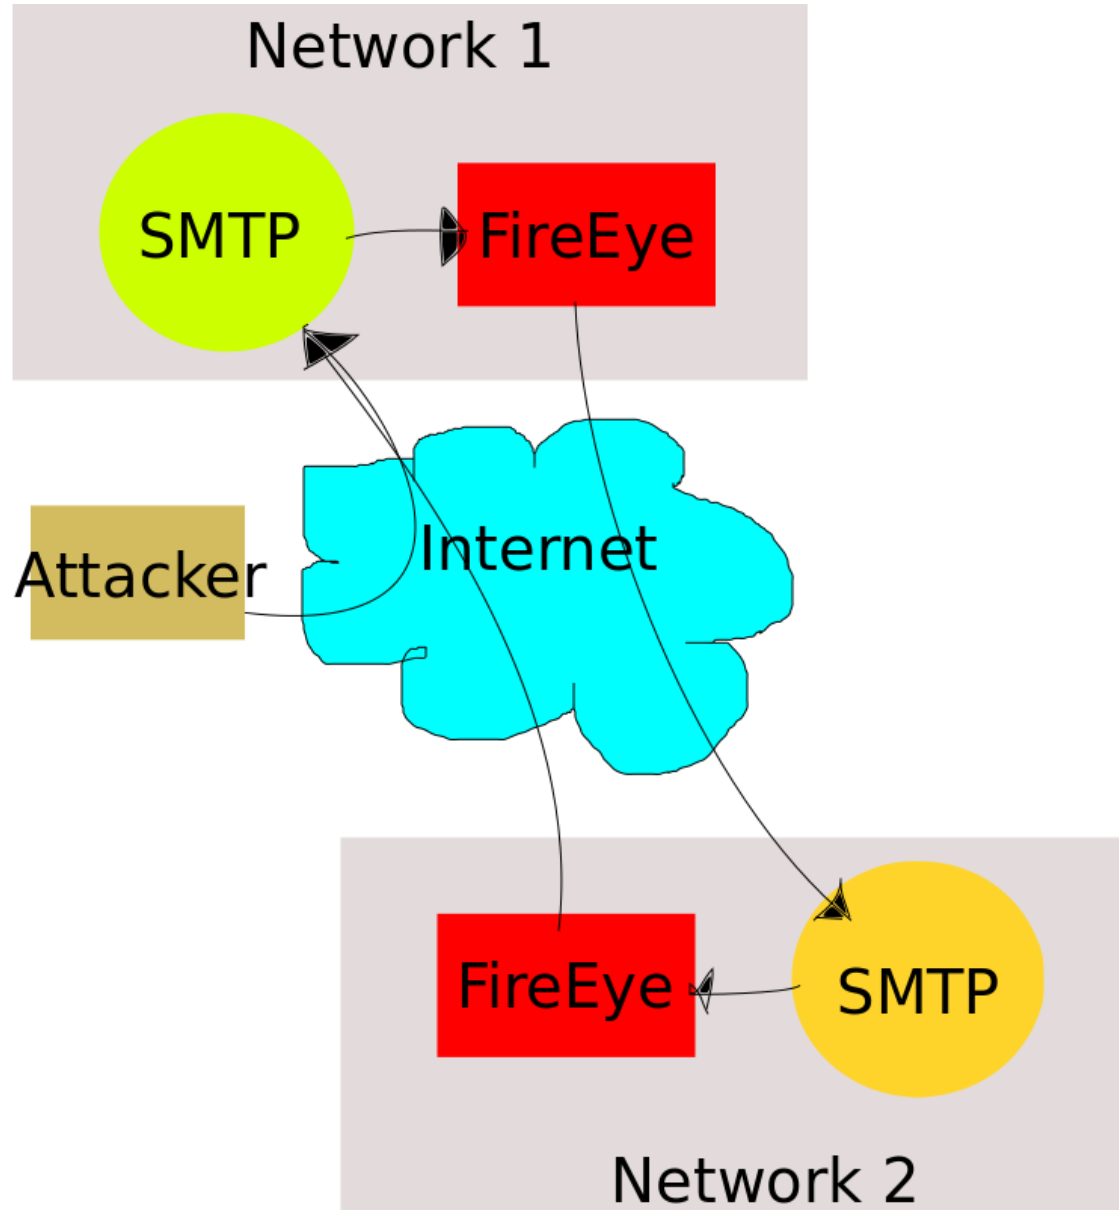 Network 1
SMTP
FireEye
Internet
Attacker
FireEye
SMTP
Network 2